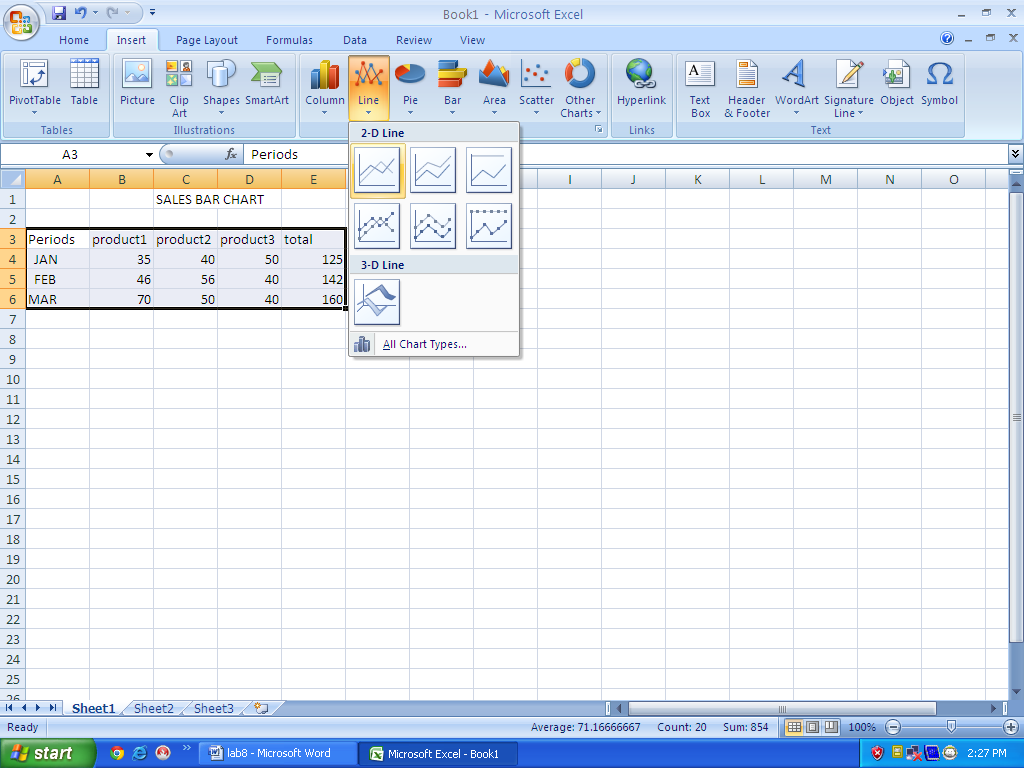 Book1 - Microsoft Excel
Home Insert Page Layout Formulas Data Review View
PivotTable Table Picture Clip Art Shapes SmartArt Column Line Pie Bar Area Scatter Other Charts Hyperlink Text Box Header & Footer WordArt Signature Line Object Symbol
Tables Illustrations Links Text
A3 fx Periods
2-D Line
3-D Line
All Chart Types...
A B C D E I J K L M N O
1 SALES BAR CHART
2
3 Periods product1 product2 product3 total
4 JAN 35 40 50 125
5 FEB 46 56 40 142
6 MAR 70 50 40 160
7
8
9
10
11
12
13
14
15
16
17
18
19
20
21
22
23
24
25
26
Sheet1 Sheet2 Sheet3
Ready Average: 71.16666667 Count: 20 Sum: 854 100%
start lab8 - Microsoft Word Microsoft Excel - Book1 2:27 PM